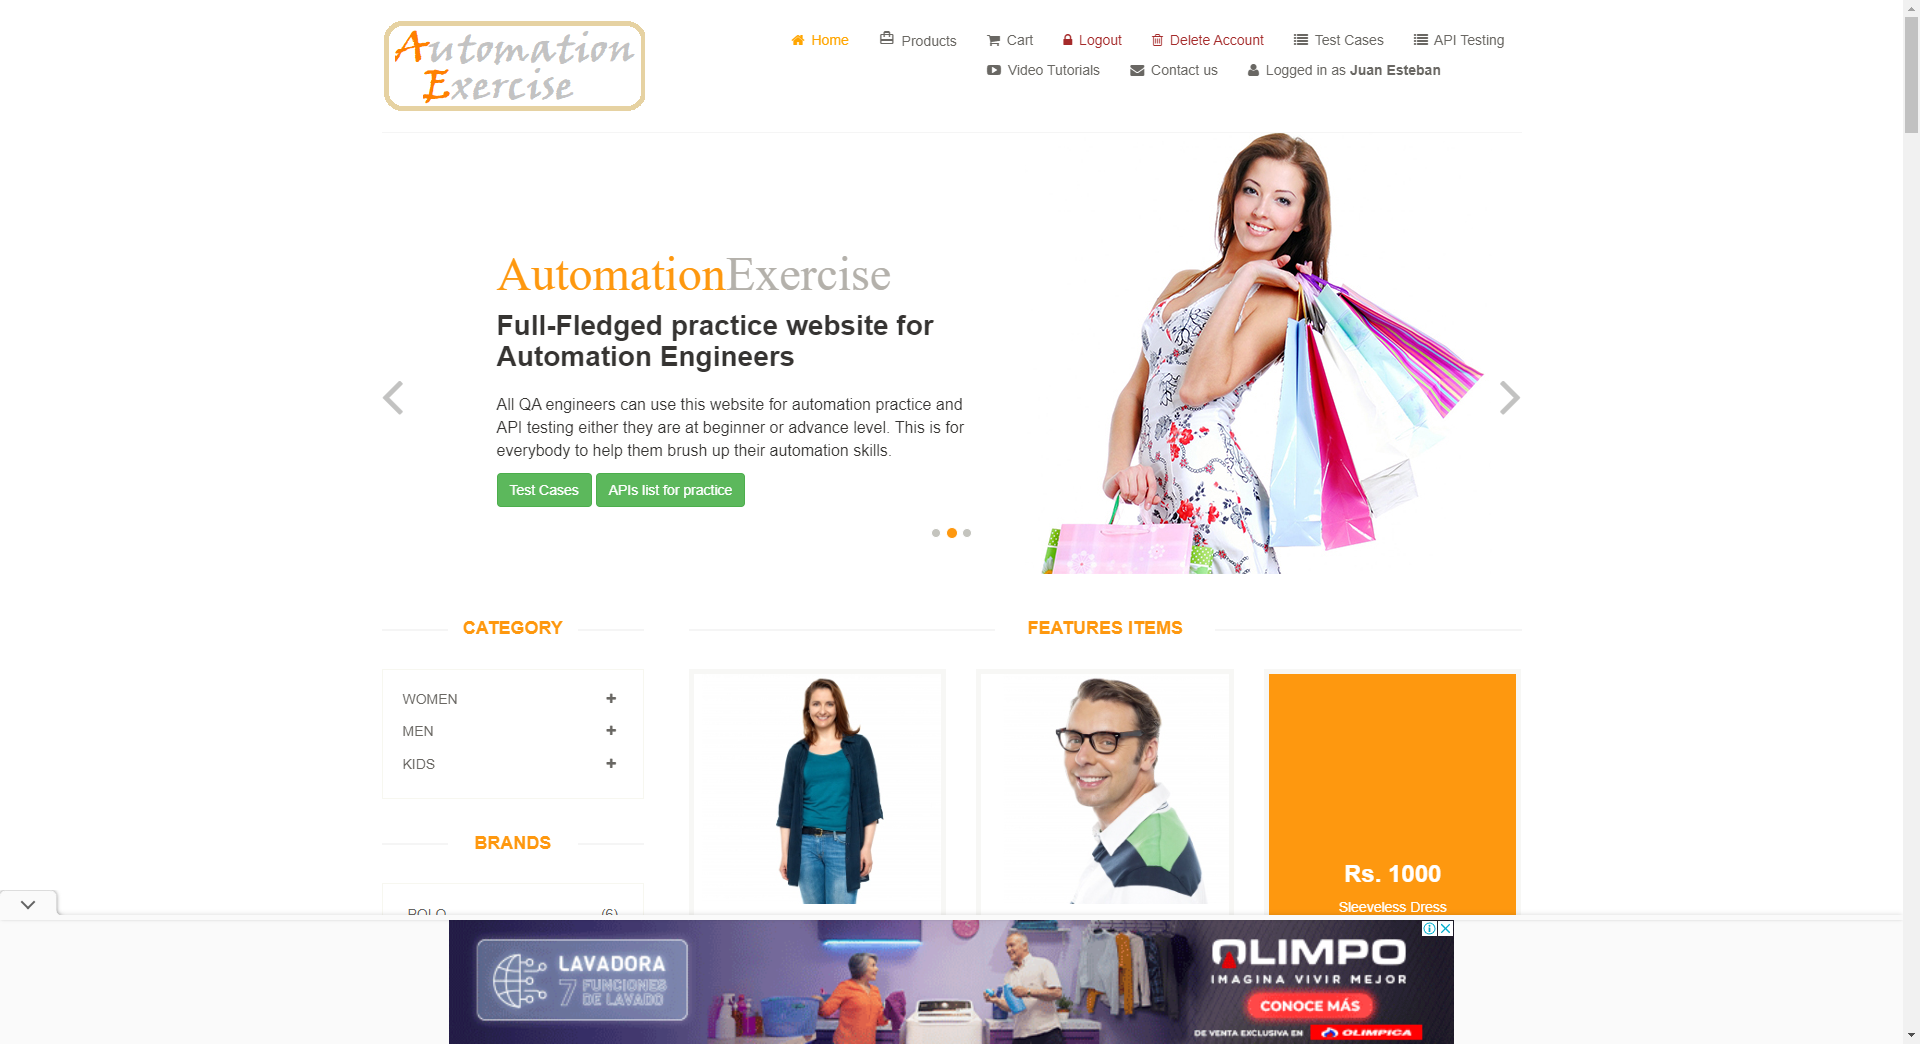 Automation
Exercise
Home
Products
Cart
Logout
Delete Account
Test Cases
API Testing
Video Tutorials
Contact us
Logged in as Juan Esteban
AutomationExercise
Full-Fledged practice website for
Automation Engineers
All QA engineers can use this website for automation practice and
API testing either they are at beginner or advance level. This is for
everybody to help them brush up their automation skills.
Test Cases
APIs list for practice
CATEGORY
WOMEN
MEN
KIDS
BRANDS
POLO (6)
FEATURES ITEMS
Rs. 1000
Sleeveless Dress
LAVADORA
7 FUNCIONES
DE LAVADO
OLIMPO
IMAGINA VIVIR MEJOR
CONOCE MÁS
DE VENTA EXCLUSIVA EN OLIMPICA